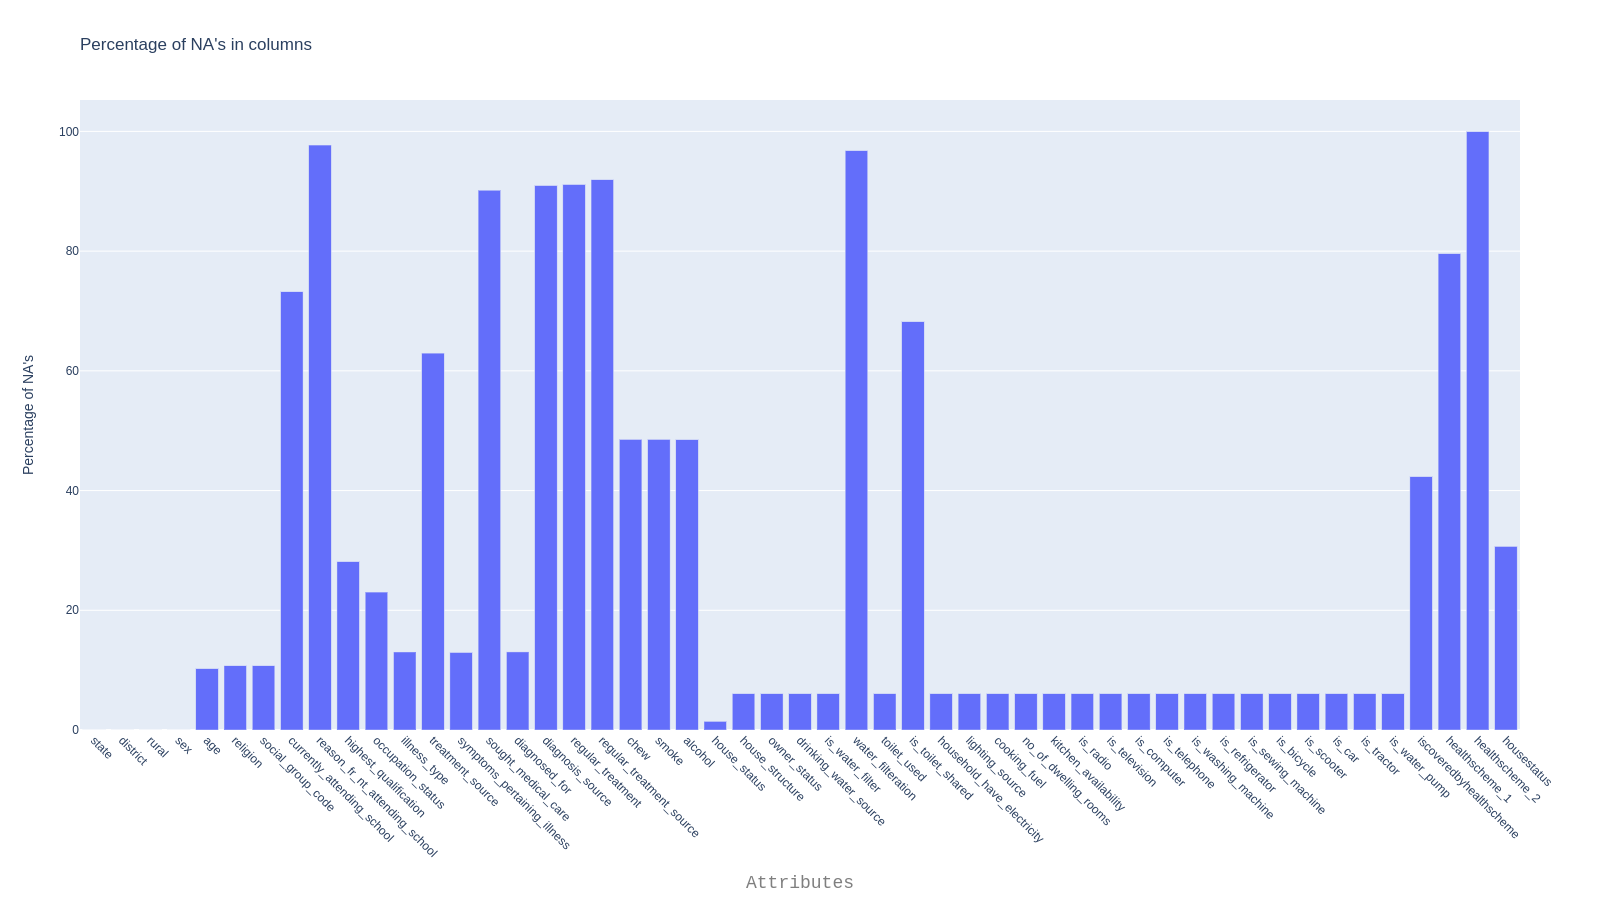 Percentage of NA's in columns
Percentage of NA's
100
80
60
40
20
0
state
district
rural
sex
age
religion
social_group_code
currently_attending_school
reason_fr_nt_attending_school
highest_qualification
occupation_status
illness_type
treatment_source
symptoms_pertaining_illness
sought_medical_care
diagnosed_for
diagnosis_source
regular_treatment
regular_treatment_source
chew
smoke
alcohol
house_status
house_structure
owner_status
drinking_water_source
is_water_filter
water_filteration
toilet_used
is_toilet_shared
household_have_electricity
lighting_source
cooking_fuel
no_of_dwelling_rooms
kitchen_availability
is_radio
is_television
is_computer
is_telephone
is_washing_machine
is_refrigerator
is_sewing_machine
is_bicycle
is_scooter
is_car
is_tractor
is_water_pump
iscoveredbyhealthscheme
healthscheme_1
healthscheme_2
housestatus
Attributes